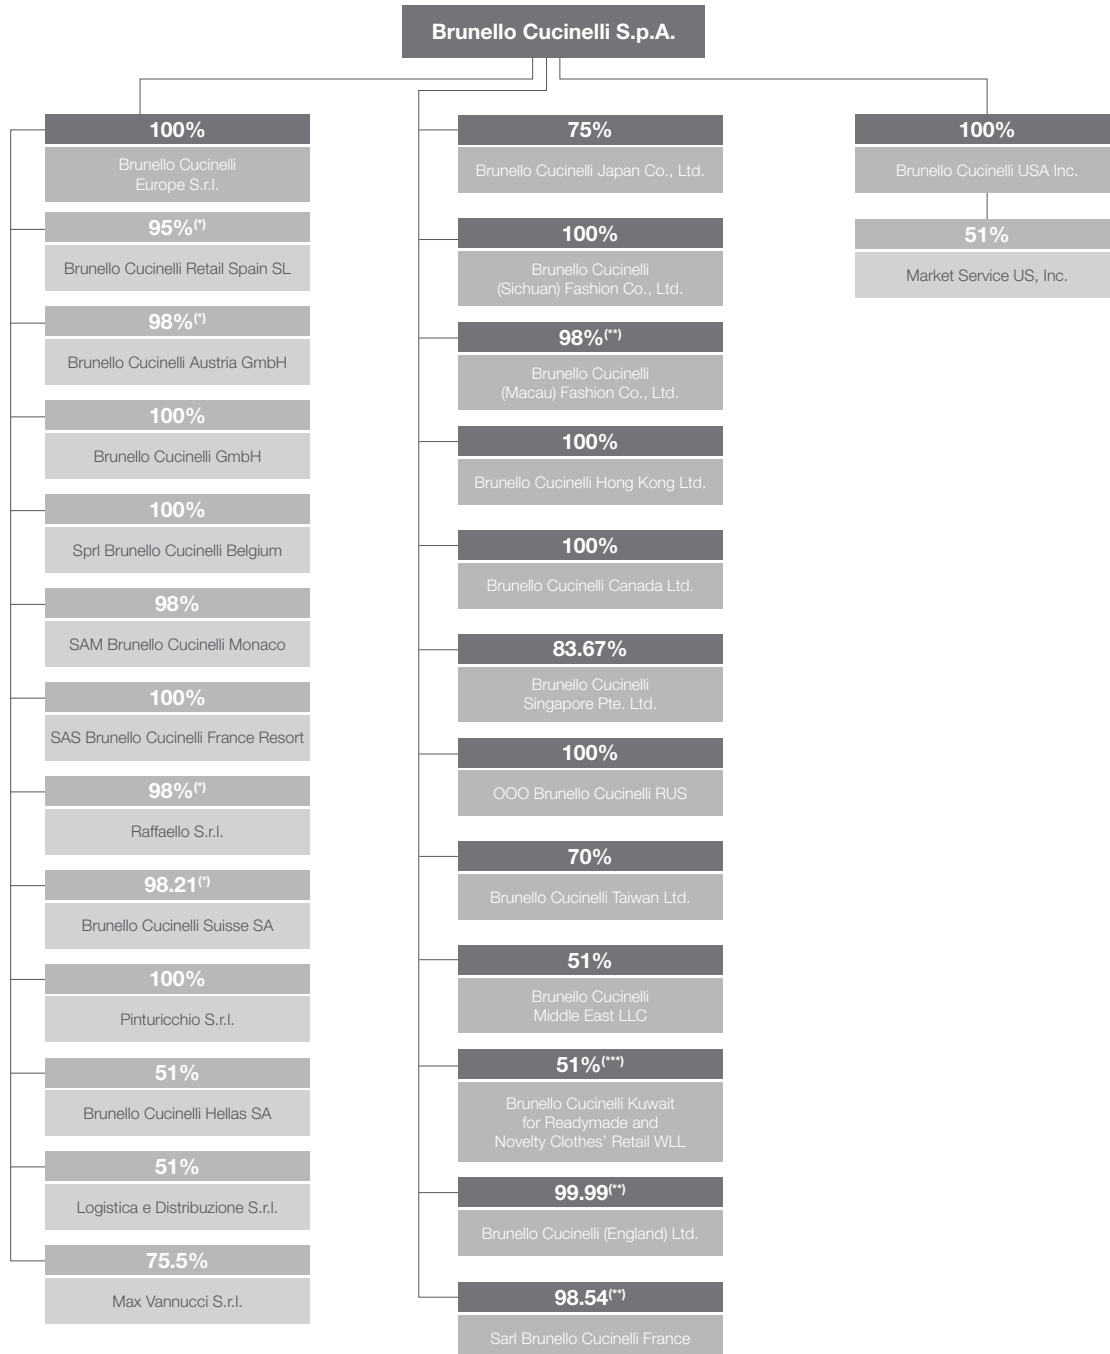 Brunello Cucinelli S.p.A.
100%
Brunello Cucinelli
Europe S.r.l.
95%(*)
Brunello Cucinelli Retail Spain SL
98%(*)
Brunello Cucinelli Austria GmbH
100%
Brunello Cucinelli GmbH
100%
Sprl Brunello Cucinelli Belgium
98%
SAM Brunello Cucinelli Monaco
100%
SAS Brunello Cucinelli France Resort
98%(*)
Raffaello S.r.l.
98.21(*)
Brunello Cucinelli Suisse SA
100%
Pinturicchio S.r.l.
51%
Brunello Cucinelli Hellas SA
51%
Logistica e Distribuzione S.r.l.
75.5%
Max Vannucci S.r.l.
75%
Brunello Cucinelli Japan Co., Ltd.
100%
Brunello Cucinelli
(Sichuan) Fashion Co., Ltd.
98%(**)
Brunello Cucinelli
(Macau) Fashion Co., Ltd.
100%
Brunello Cucinelli Hong Kong Ltd.
100%
Brunello Cucinelli Canada Ltd.
83.67%
Brunello Cucinelli
Singapore Pte. Ltd.
100%
OOO Brunello Cucinelli RUS
70%
Brunello Cucinelli Taiwan Ltd.
51%
Brunello Cucinelli
Middle East LLC
51%(***)
Brunello Cucinelli Kuwait
for Readymade and
Novelty Clothes’ Retail WLL
99.99(**)
Brunello Cucinelli (England) Ltd.
98.54(**)
Sarl Brunello Cucinelli France
100%
Brunello Cucinelli USA Inc.
51%
Market Service US, Inc.